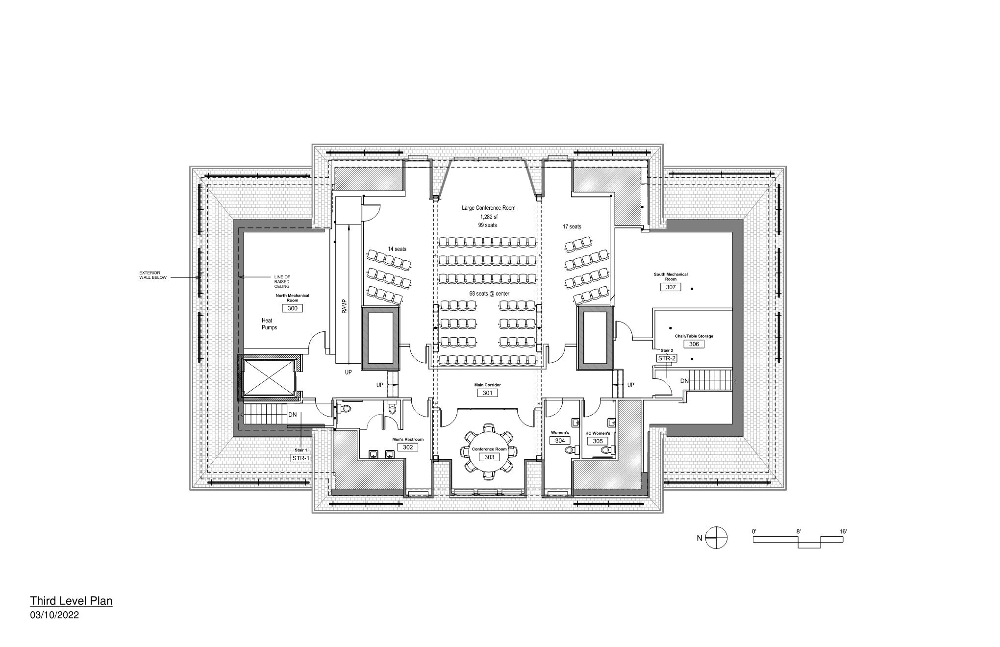 Large Conference Room
1,282 sf
99 seats
17 seats
14 seats
EXTERIOR
WALL BELOW
LINE OF
RAISED
CELING
North Mechanical
Room
300
Heat
Pumps
RAMP
68 seats @ center
South Mechanical
Room
307
Chair/Table Storage
306
Stair 2
STR-2
UP
UP
Main Corridor
301
UP
DN
DN
Men's Restroom
302
Conference Room
303
Women's
304
HC Women's
305
Stair 1
STR-1
N
0'
8'
16'
Third Level Plan
03/10/2022